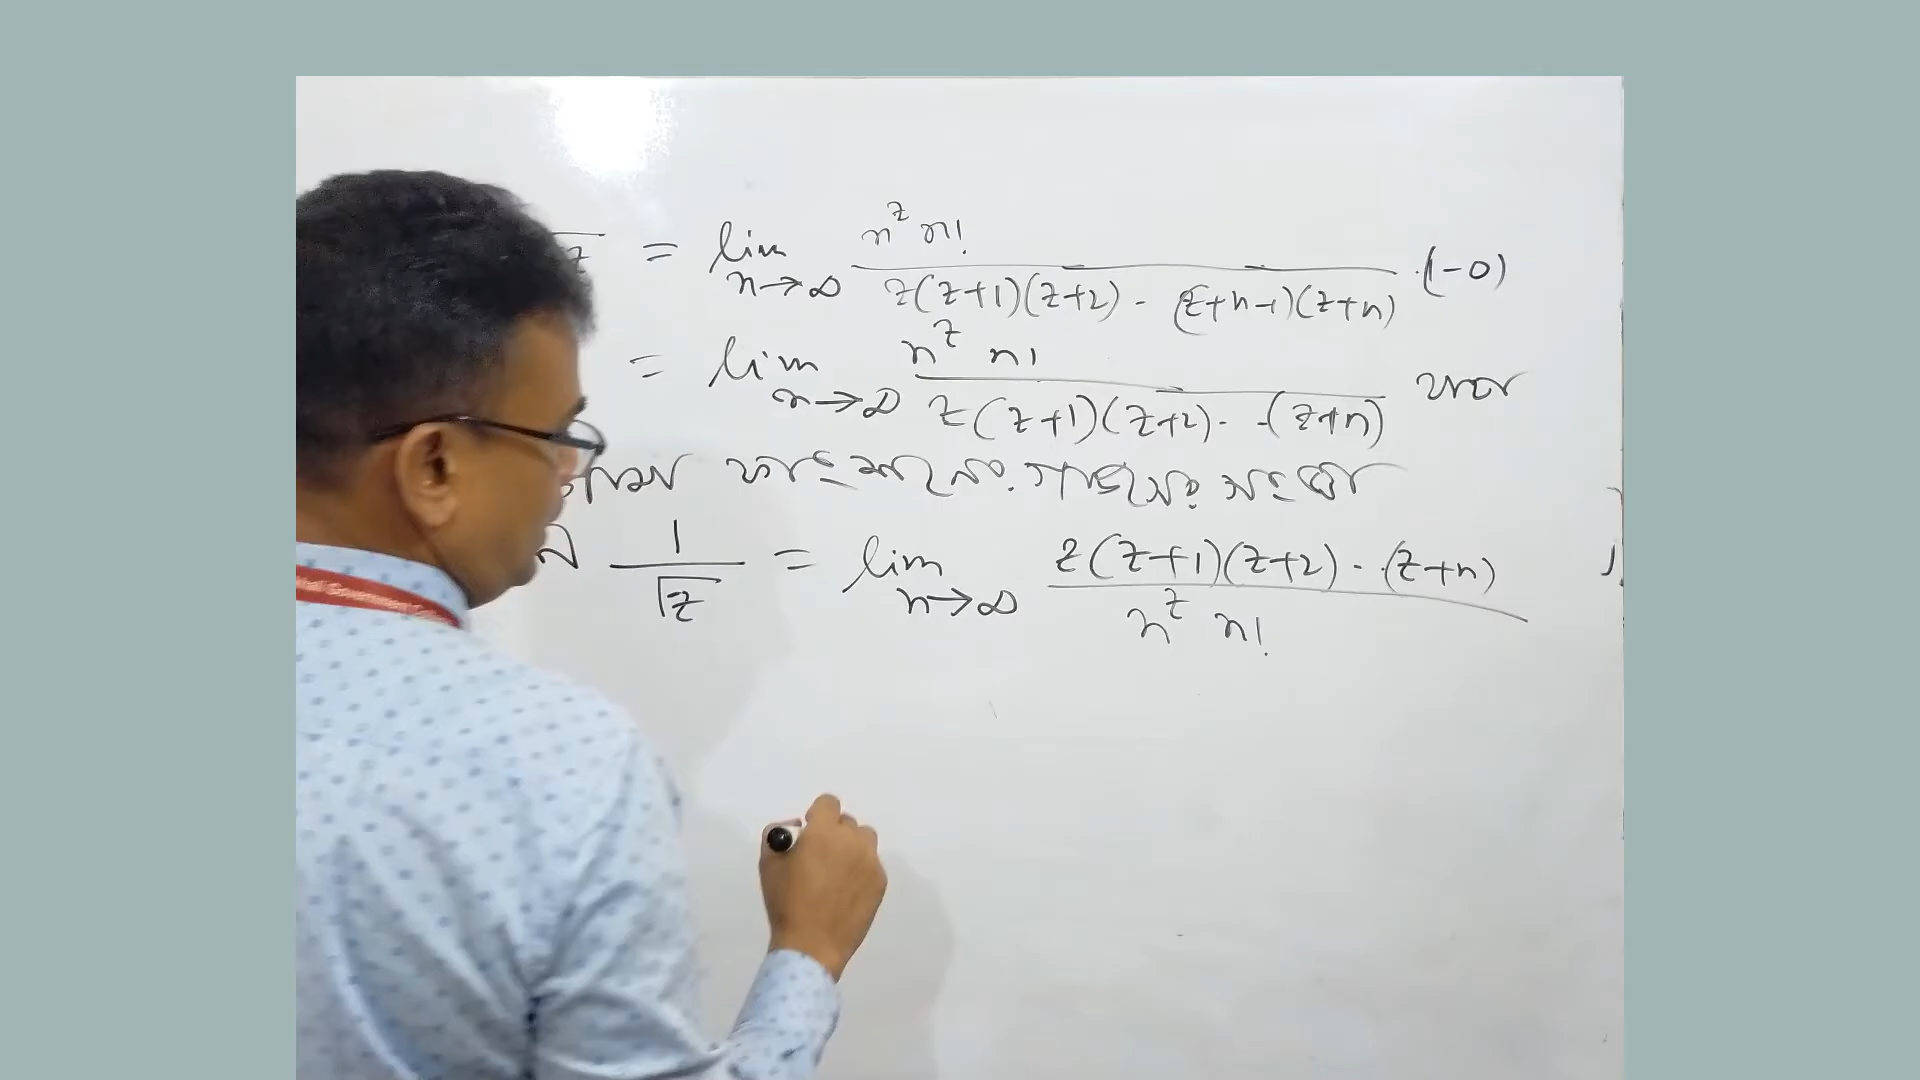 z = lim n→∞ n^z n! / z(z+1)(z+2) - (z+n-1)(z+n) . (1-0)
= lim n→∞ n^z n! / z(z+1)(z+2) - - (z+n)
1 / Γz = lim n→∞ z(z+1)(z+2) - - (z+n) / n^z n!